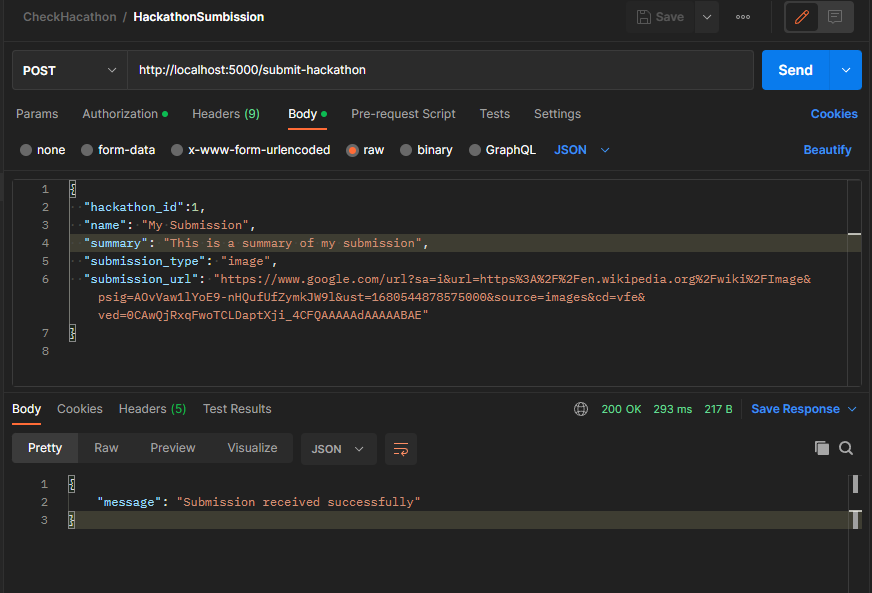 CheckHacathon / HackathonSumbission
Save
POST http://localhost:5000/submit-hackathon Send
Params Authorization Headers (9) Body Pre-request Script Tests Settings Cookies
none form-data x-www-form-urlencoded raw binary GraphQL JSON Beautify
1 {
2 "hackathon_id":1,
3 "name": "My Submission",
4 "summary": "This is a summary of my submission",
5 "submission_type": "image",
6 "submission_url": "https://www.google.com/url?sa=i&url=https%3A%2F%2Fen.wikipedia.org%2Fwiki%2FImage&
psig=AOvVaw1lYoE9-nHQufUfZymkJW9l&ust=1680544878575000&source=images&cd=vfe&
ved=0CAwQjRxqFwoTCLDaptXji_4CFQAAAAAdAAAAABAE"
7 }
8
Body Cookies Headers (5) Test Results 200 OK 293 ms 217 B Save Response
Pretty Raw Preview Visualize JSON
1 {
2 "message": "Submission received successfully"
3 }